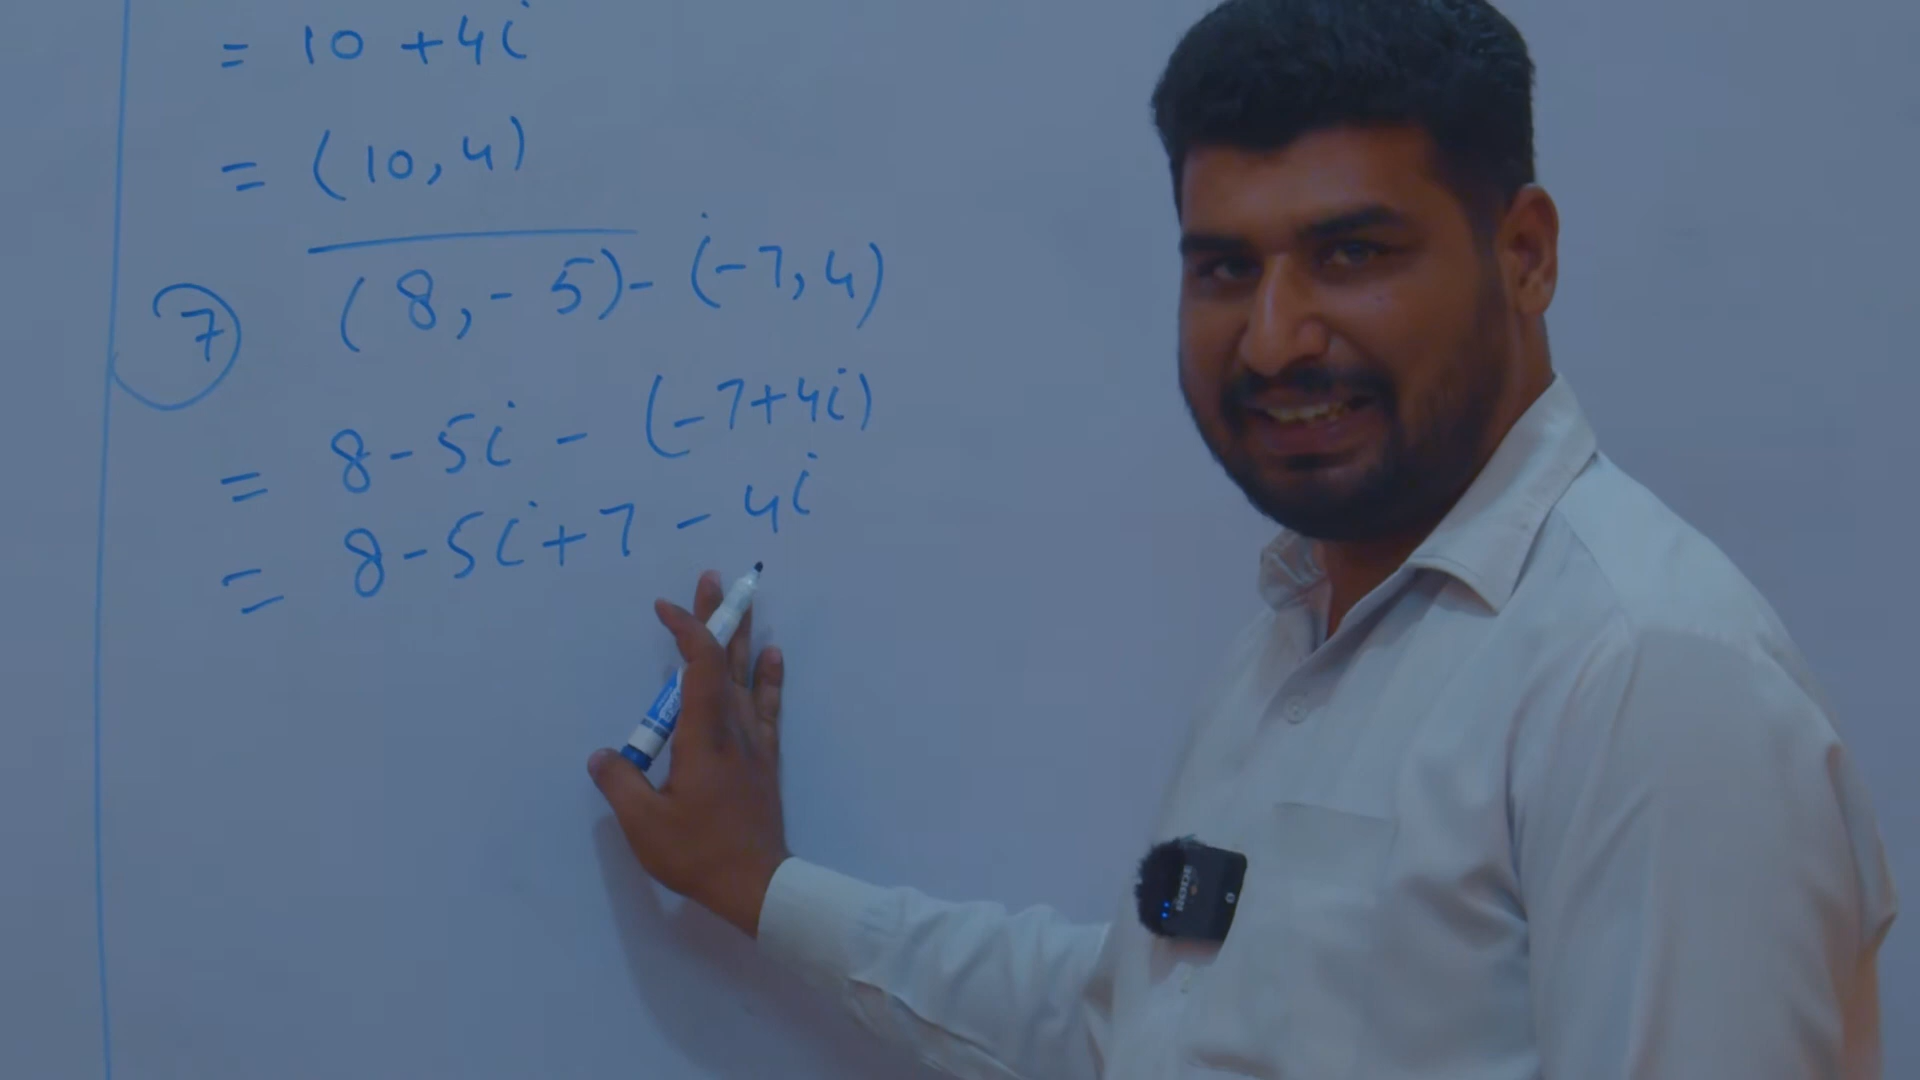 = 10 + 4i
= (10, 4)
7 (8, - 5) - (-7, 4)
= 8 - 5i - (-7+4i)
= 8 - 5i + 7 - 4i